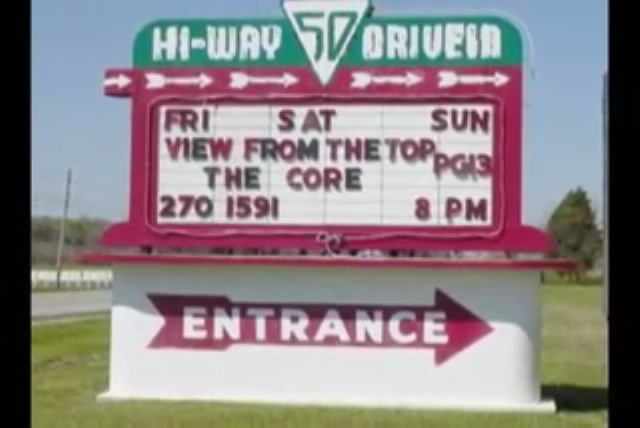 HI-WAY 50 DRIVE IN
FRI SAT SUN
VIEW FROM THE TOP PG13
THE CORE
270 1591 8 PM
ENTRANCE